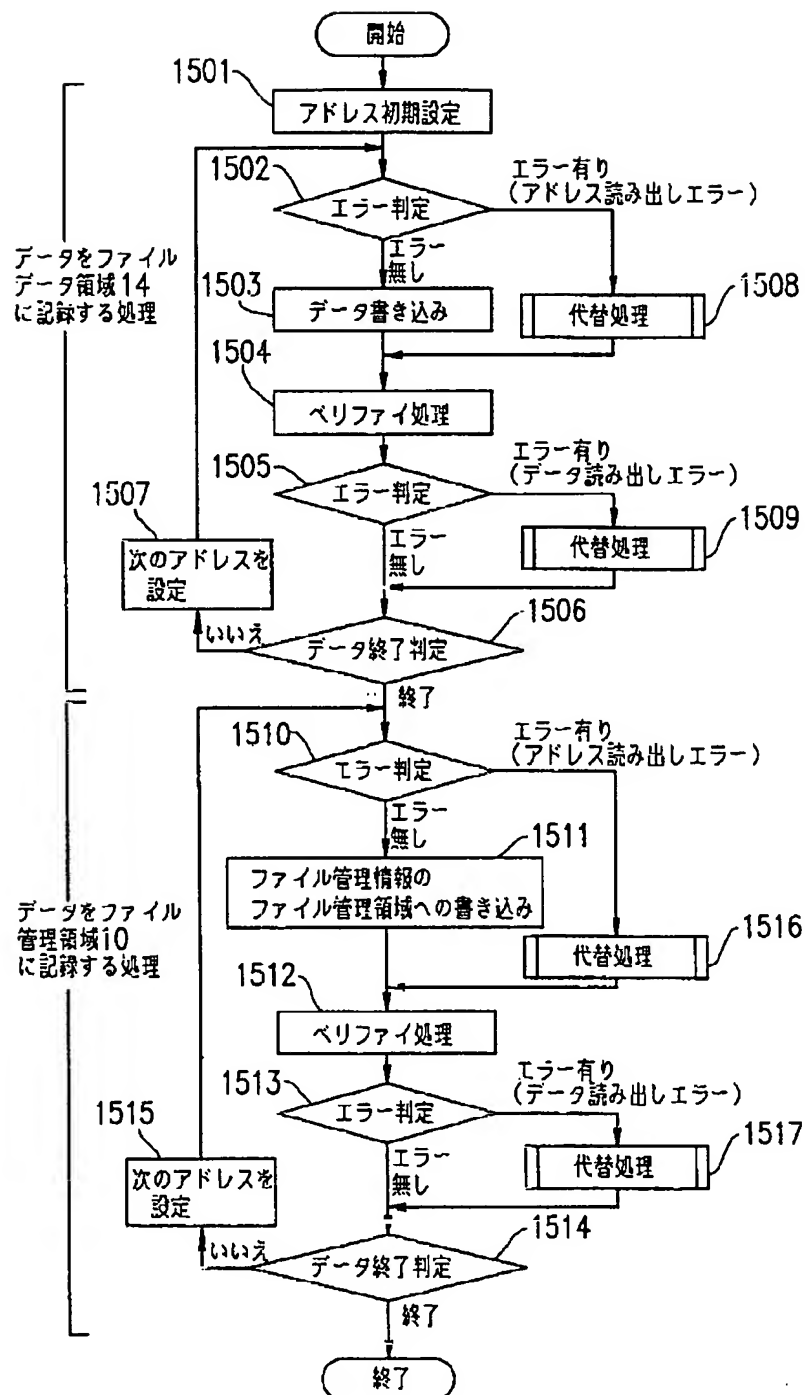 開始
1501
アドレス初期設定
1502
エラー有り
(アドレス読み出しエラー)
エラー判定
エラー
無し
データをファイル
データ領域14
に記録する処理
1503
データ書き込み
1508
代替処理
1504
ベリファイ処理
エラー有り
(データ読み出しエラー)
1505
エラー判定
1507
1509
エラー
無し
代替処理
次のアドレスを
設定
1506
いいえ
データ終了判定
終了
1510
エラー有り
(アドレス読み出しエラー)
エラー判定
エラー
無し
1511
ファイル管理情報の
ファイル管理領域への書き込み
データをファイル
管理領域10
に記録する処理
1516
代替処理
1512
ベリファイ処理
エラー有り
(データ読み出しエラー)
1513
エラー判定
1515
1517
エラー
無し
代替処理
次のアドレスを
設定
1514
いいえ
データ終了判定
終了
終了